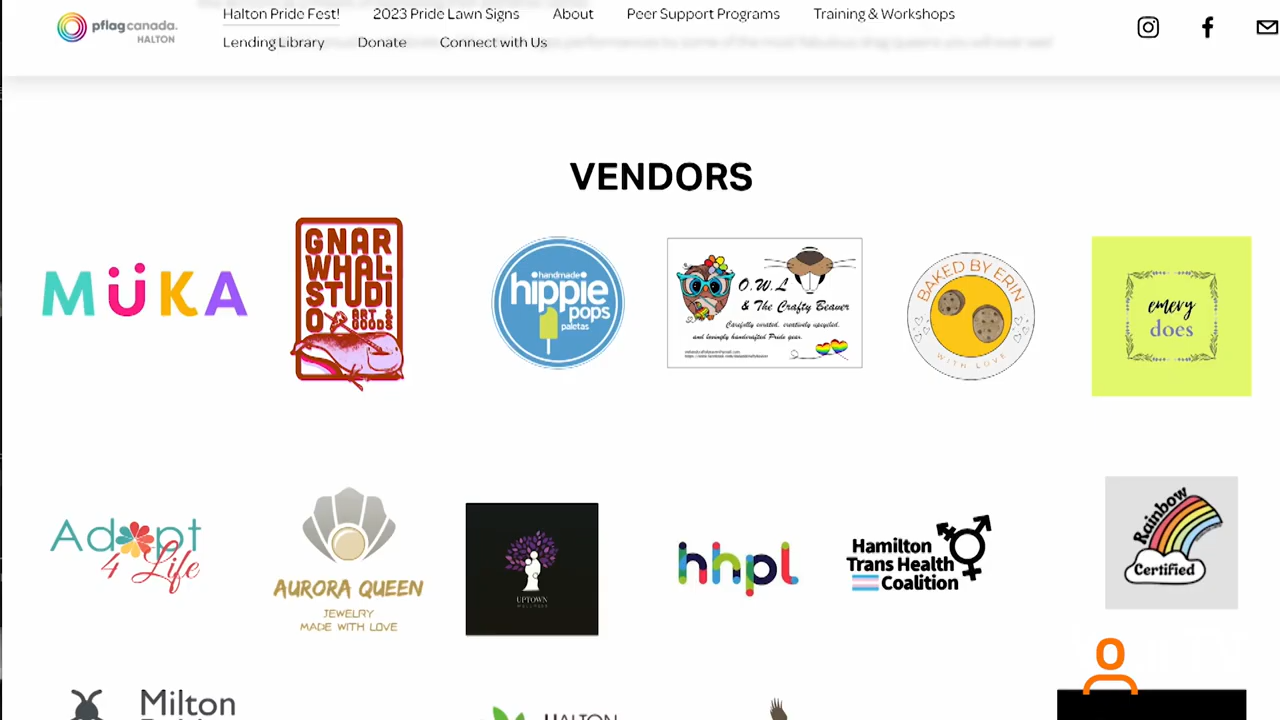 pflag canada.
HALTON
Halton Pride Fest!
2023 Pride Lawn Signs
About
Peer Support Programs
Training & Workshops
Lending Library
Donate
Connect with Us
VENDORS
MÜKA
GNAR
WHAL
STUDI
O
ART &
GOODS
handmade
hippie
pops
paletas
O.W.L
& The Crafty Beaver
Carefully curated, creatively upcycled,
and lovingly handcrafted Pride gear.
BAKED BY ERIN
WITH LOVE
emery
does
Adopt
4 Life
AURORA QUEEN
JEWELRY
MADE WITH LOVE
UPTOWN
hhpl
Hamilton
Trans Health
Coalition
Rainbow
Certified
Milton
HALTON